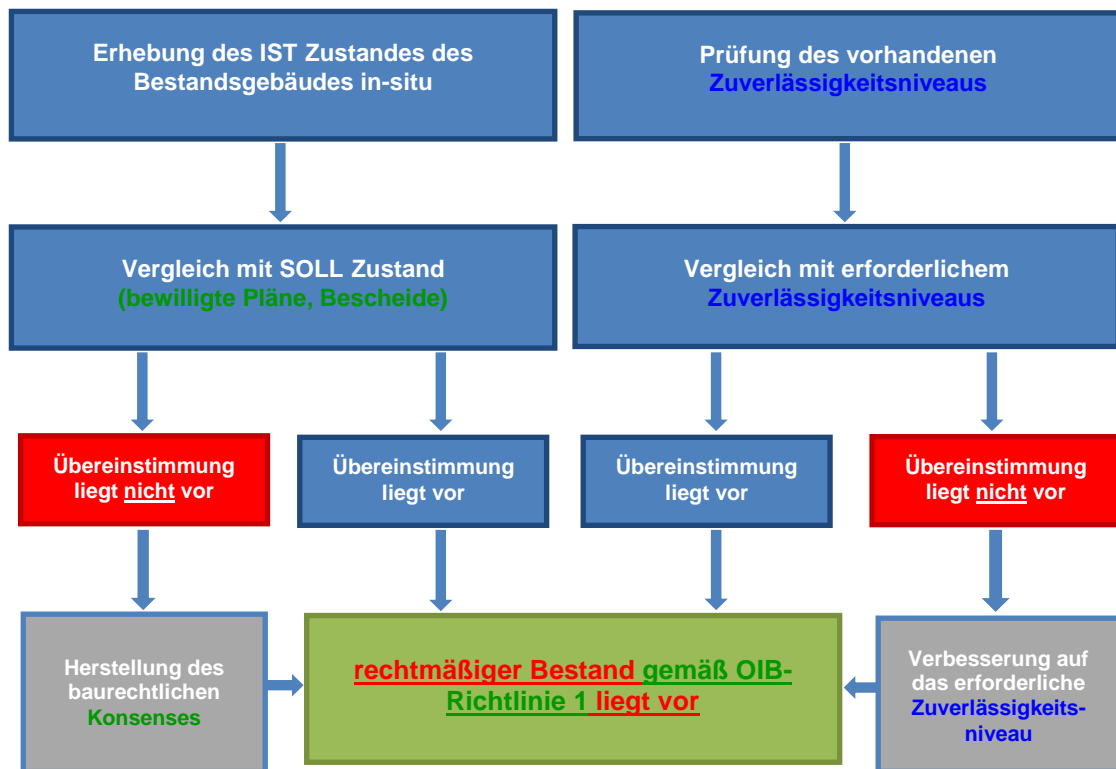 Erhebung des IST Zustandes des
Bestandsgebäudes in-situ
Prüfung des vorhandenen
Zuverlässigkeitsniveaus
Vergleich mit SOLL Zustand
(bewilligte Pläne, Bescheide)
Vergleich mit erforderlichem
Zuverlässigkeitsniveaus
Übereinstimmung
liegt nicht vor
Übereinstimmung
liegt vor
Übereinstimmung
liegt vor
Übereinstimmung
liegt nicht vor
Herstellung des
baurechtlichen
Konsenses
rechtmäßiger Bestand gemäß OIB-
Richtlinie 1 liegt vor
Verbesserung auf
das erforderliche
Zuverlässigkeits-
niveau